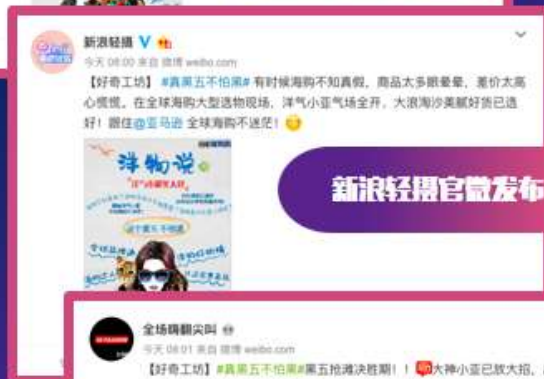 新浪轻摄
今天 08:00 来自 微博 weibo.com
【好奇工坊】#真黑五不怕黑# 有时候海购不知真假，商品太多眼晕晕，差价太高
心慌慌。在全球海购大型选物现场，洋气小亚气场全开，大浪淘沙美腻好货已选
好！跟住@亚马逊 全球海购不迷茫！
洋物说
新浪轻摄官微发布
全场嗨翻尖叫
今天 08:01 来自 微博 weibo.com
【好奇工坊】#真黑五不怕黑#黑五抢滩决胜期！！大神小亚已放大招，